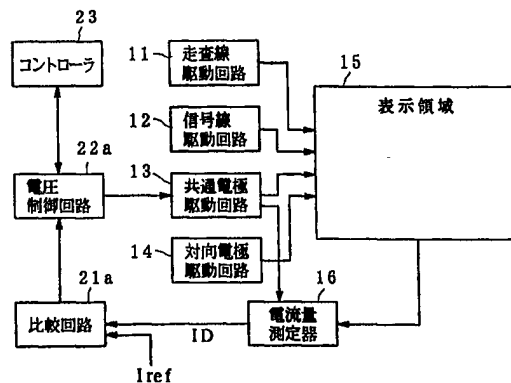 23
コントローラ
11
走査線
駆動回路
15
表示領域
12
信号線
駆動回路
22a
電圧
制御回路
13
共通電極
駆動回路
14
対向電極
駆動回路
21a
比較回路
16
電流量
測定器
ID
Iref